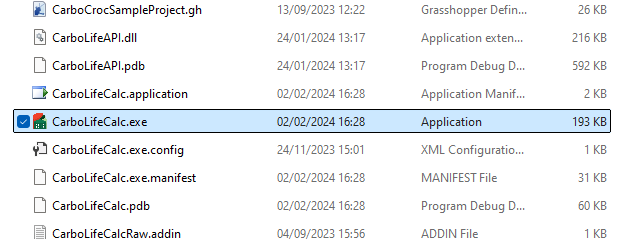 CarboCrocSampleProject.gh 13/09/2023 12:22 Grasshopper Defin... 26 KB
CarboLifeAPI.dll 24/01/2024 13:17 Application exten... 216 KB
CarboLifeAPI.pdb 24/01/2024 13:17 Program Debug D... 592 KB
CarboLifeCalc.application 02/02/2024 16:28 Application Manif... 2 KB
CarboLifeCalc.exe 02/02/2024 16:28 Application 193 KB
CarboLifeCalc.exe.config 24/11/2023 15:01 XML Configuratio... 1 KB
CarboLifeCalc.exe.manifest 02/02/2024 16:28 MANIFEST File 31 KB
CarboLifeCalc.pdb 02/02/2024 16:28 Program Debug D... 60 KB
CarboLifeCalcRaw.addin 04/09/2023 15:56 ADDIN File 1 KB